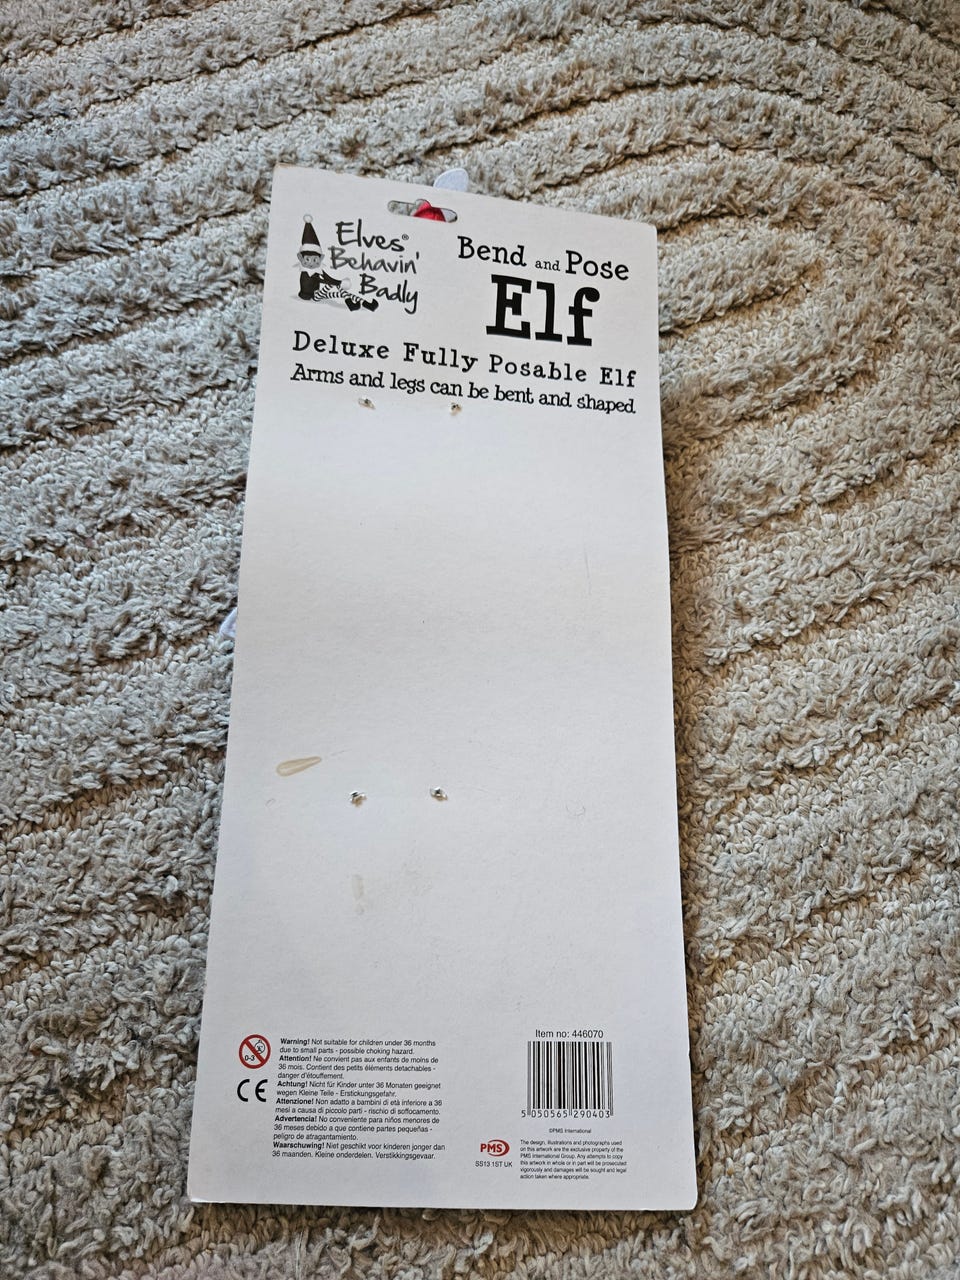 Elves®
Behavin'
Badly
Bend and Pose
Elf
Deluxe Fully Posable Elf
Arms and legs can be bent and shaped
0-3
Warning! Not suitable for children under 36 months
due to small parts - possible choking hazard.
Attention! Ne convient pas aux enfants de moins de
36 mois. Contient des petits éléments detachables -
danger d'étouffement.
Achtung! Nicht für Kinder unter 36 Monaten geeignet
wegen Kleine Teile - Erstickungsgefahr.
Attenzione! Non adatto a bambini di età inferiore a 36
mesi a causa di piccolo parti - rischio di soffocamento.
Advertencia! No conveniente para niños menores de
36 meses debido a que contiene partes pequeñas -
peligro de atragantamiento.
Waarschuwing! Niet geschikt voor kinderen jonger dan
36 maanden. Kleine onderdelen. Verstikkingsgevaar.
CE
Item no: 446070
5 050565 290403
©PMS International
PMS
SS13 1ST UK
The design, illustrations and photographs used
on this artwork are the exclusive property of the
PMS International Group. Any attempts to copy
this artwork in whole or in part will be prosecuted
vigorously and damages will be sought and legal
action taken where appropriate.